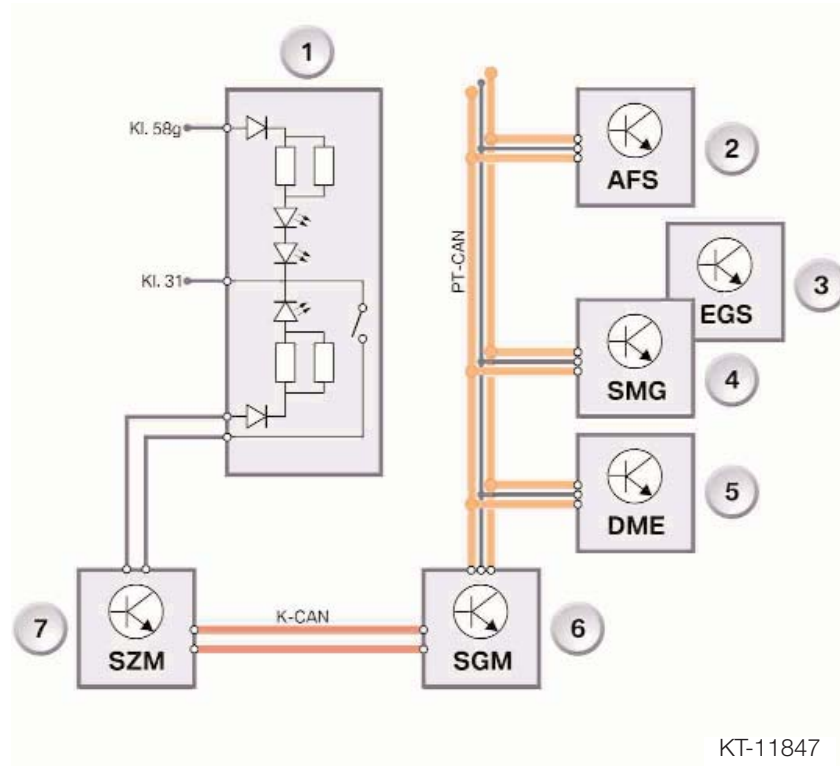 1
Kl. 58g
AFS
2
PT-CAN
Kl. 31
EGS
3
SMG
4
DME
5
K-CAN
SZM
7
SGM
6
KT-11847